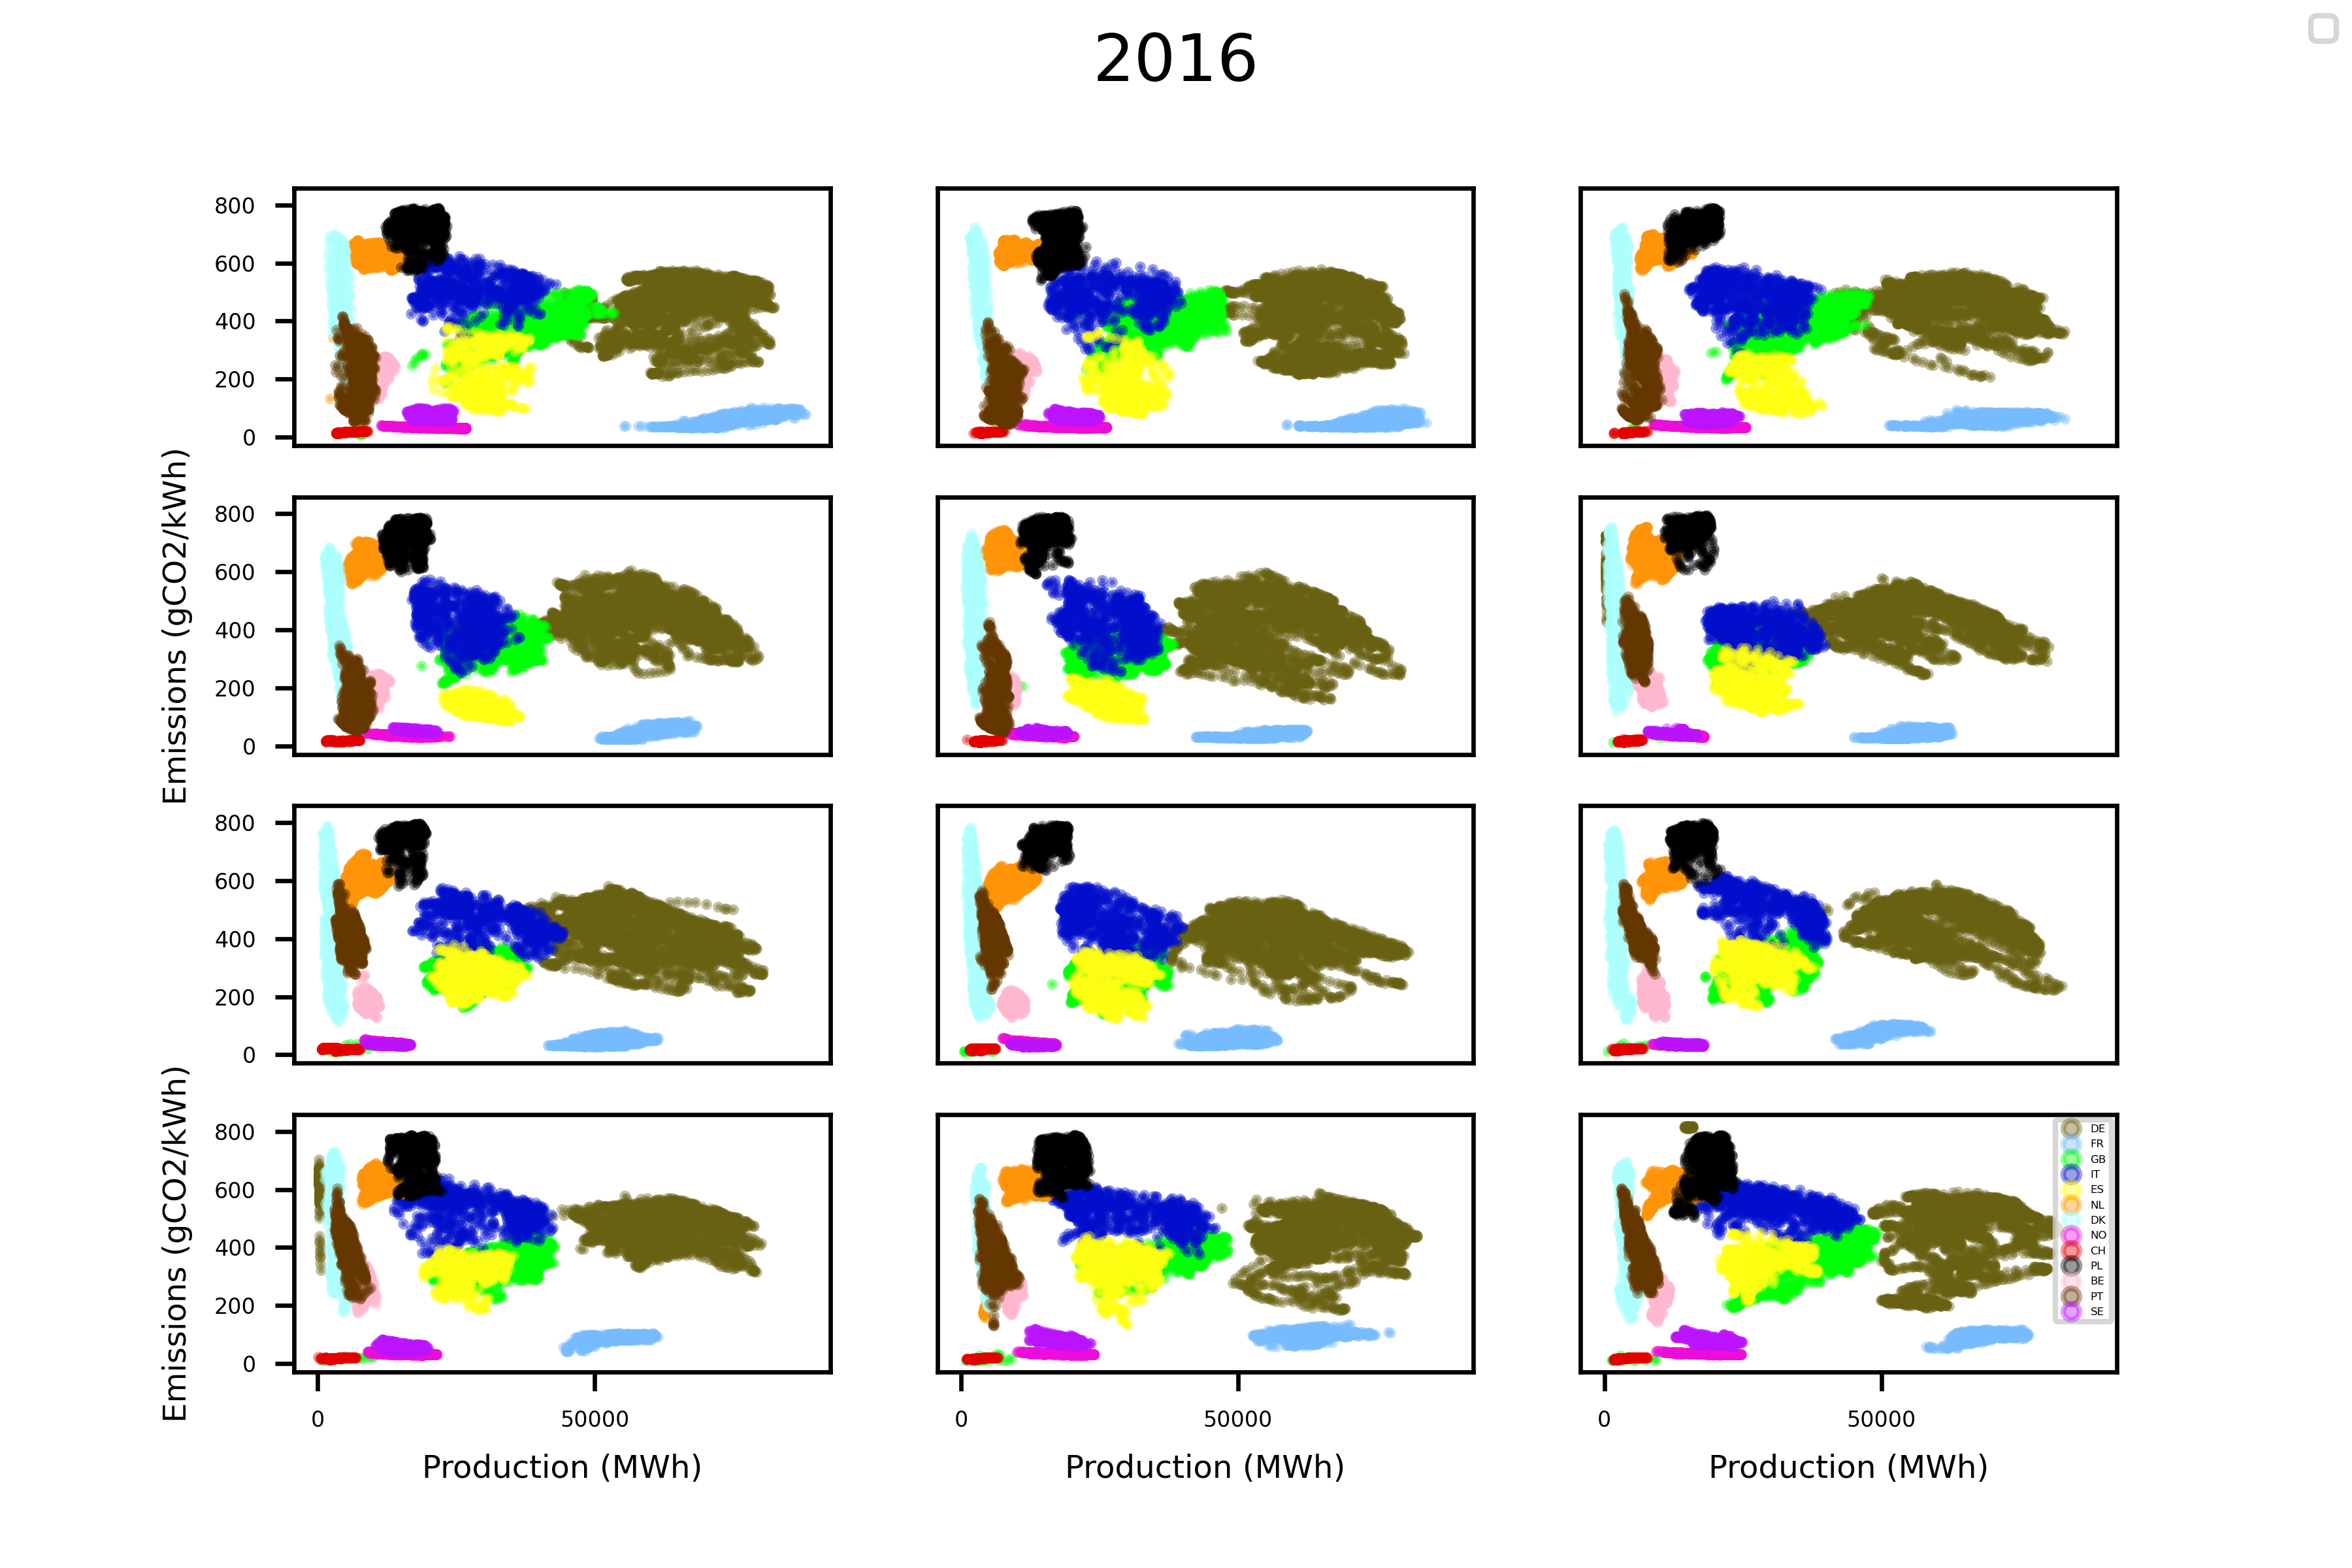 2016
800
600
400
200
0
Emissions (gCO2/kWh)
800
600
400
200
0
800
600
400
200
0
Emissions (gCO2/kWh)
800
600
400
200
0
DE
FR
GB
IT
ES
NL
DK
NO
CH
PL
BE
PT
SE
0 50000 0 50000 0 50000
Production (MWh) Production (MWh) Production (MWh)